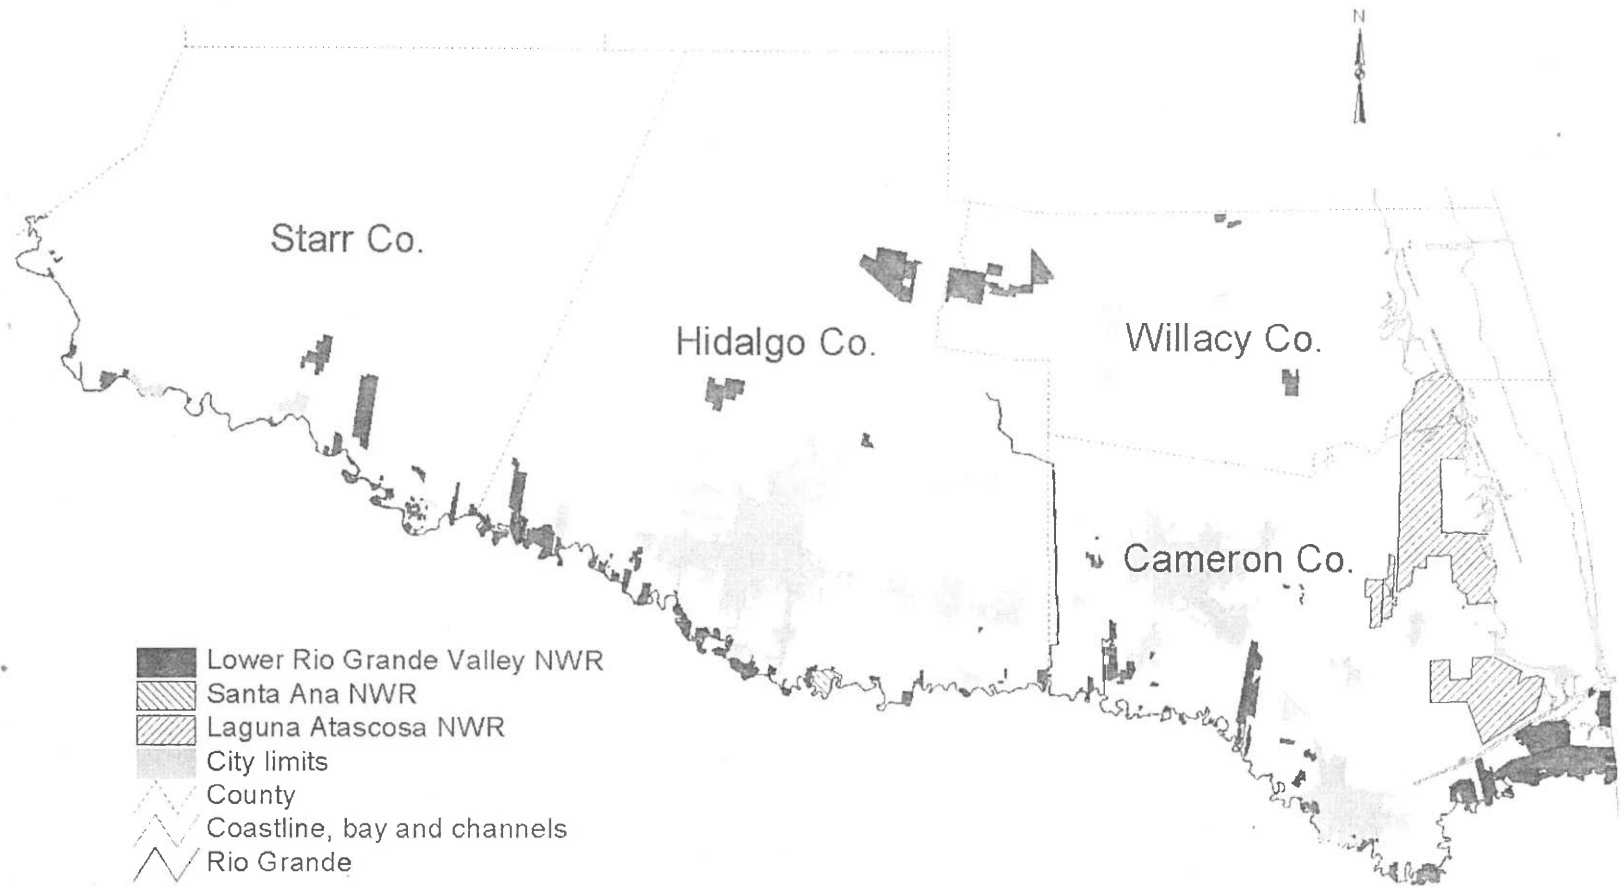 N
Starr Co.
Hidalgo Co.
Willacy Co.
Cameron Co.
Lower Rio Grande Valley NWR
Santa Ana NWR
Laguna Atascosa NWR
City limits
County
Coastline, bay and channels
Rio Grande